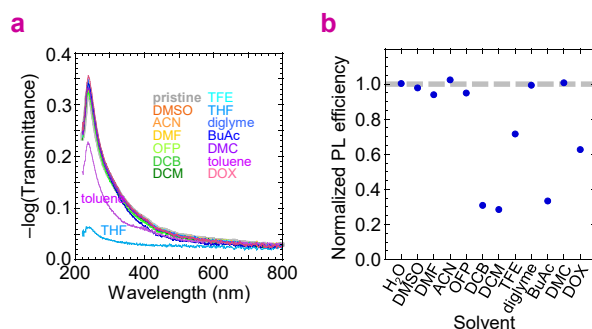 a
−log(Transmittance)
0.4
0.3
0.2
0.1
0.0
200
400
600
800
Wavelength (nm)
pristine
DMSO
ACN
DMF
OFP
DCB
DCM
TFE
THF
diglyme
BuAc
DMC
toluene
DOX
toluene
THF
b
Normalized PL efficiency
1.0
0.8
0.6
0.4
0.2
0.0
H₂O
DMSO
DMF
ACN
OFP
DCB
DCM
TFE
diglyme
BuAc
DMC
DOX
Solvent